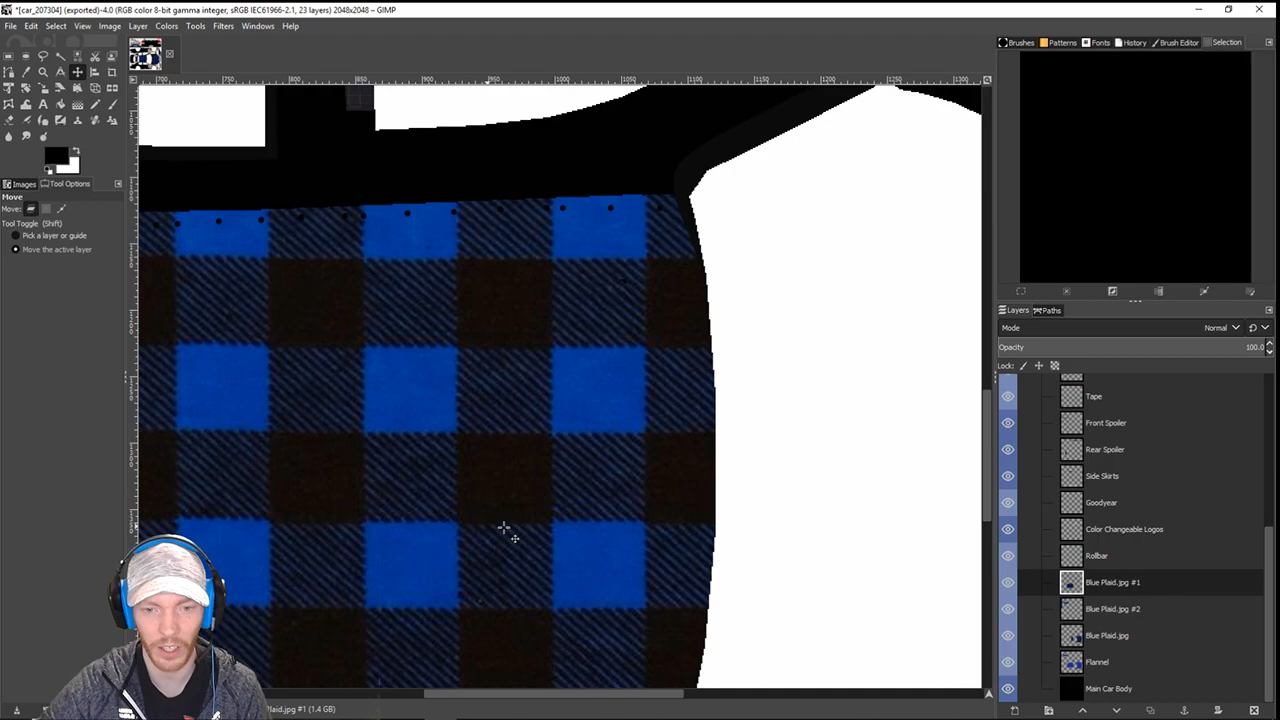 *[car_207304] (exported)-4.0 (RGB color 8-bit gamma integer, sRGB IEC61966-2.1, 23 layers) 2048x2048 – GIMP
File Edit Select View Image Layer Colors Tools Filters Windows Help
Brushes Patterns Fonts History Brush Editor Selection
700 750 800 850 900 950 1000 1050 1100 1150 1200 1250 1300
Images Tool Options
Move
Move:
Tool Toggle (Shift)
Pick a layer or guide
Move the active layer
Layers Paths
Mode Normal
Opacity 100.0
Lock:
Tape
Front Spoiler
Rear Spoiler
Side Skirts
Goodyear
Color Changeable Logos
Rollbar
Blue Plaid.jpg #1
Blue Plaid.jpg #2
Blue Plaid.jpg
Flannel
Main Car Body
Plaid.jpg #1 (1.4 GB)